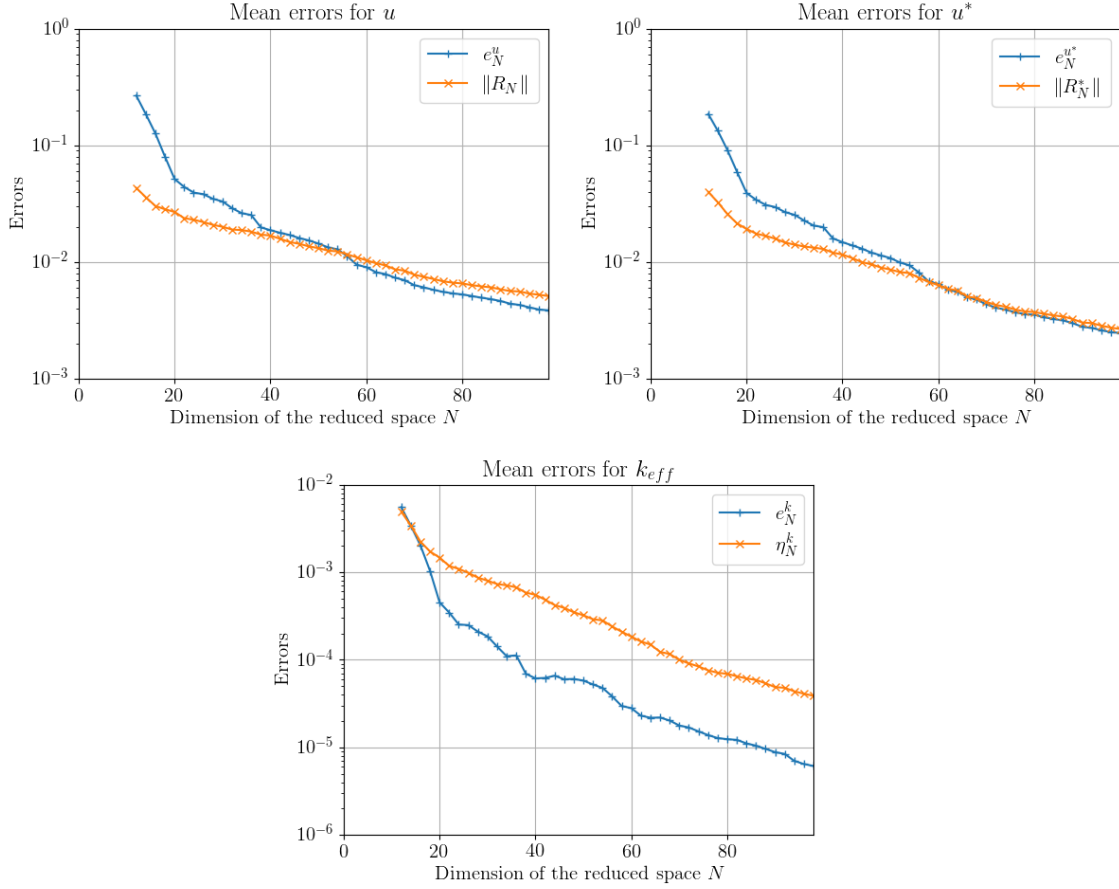 Mean errors for $u$
$10^0$
$10^{-1}$
$10^{-2}$
$10^{-3}$
Errors
$e_N^u$
$\|R_N\|$
0 20 40 60 80
Dimension of the reduced space $N$
Mean errors for $u^*$
$10^0$
$10^{-1}$
$10^{-2}$
$10^{-3}$
Errors
$e_N^{u^*}$
$\|R_N^*\|$
0 20 40 60 80
Dimension of the reduced space $N$
Mean errors for $k_{eff}$
$10^{-2}$
$10^{-3}$
$10^{-4}$
$10^{-5}$
$10^{-6}$
Errors
$e_N^k$
$\eta_N^k$
0 20 40 60 80
Dimension of the reduced space $N$